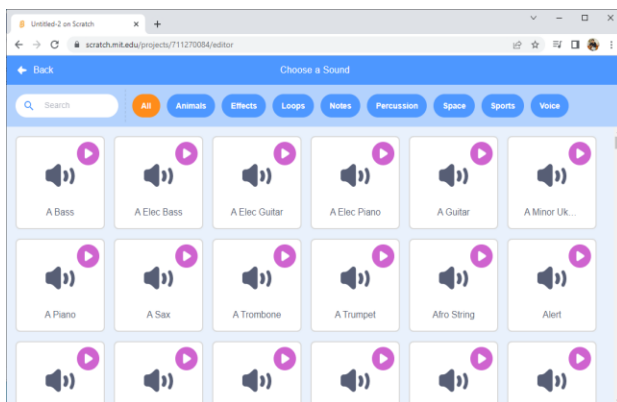 Untitled-2 on Scratch
scratch.mit.edu/projects/711270084/editor
Back Choose a Sound
Search All Animals Effects Loops Notes Percussion Space Sports Voice
A Bass A Elec Bass A Elec Guitar A Elec Piano A Guitar A Minor Uk...
A Piano A Sax A Trombone A Trumpet Afro String Alert